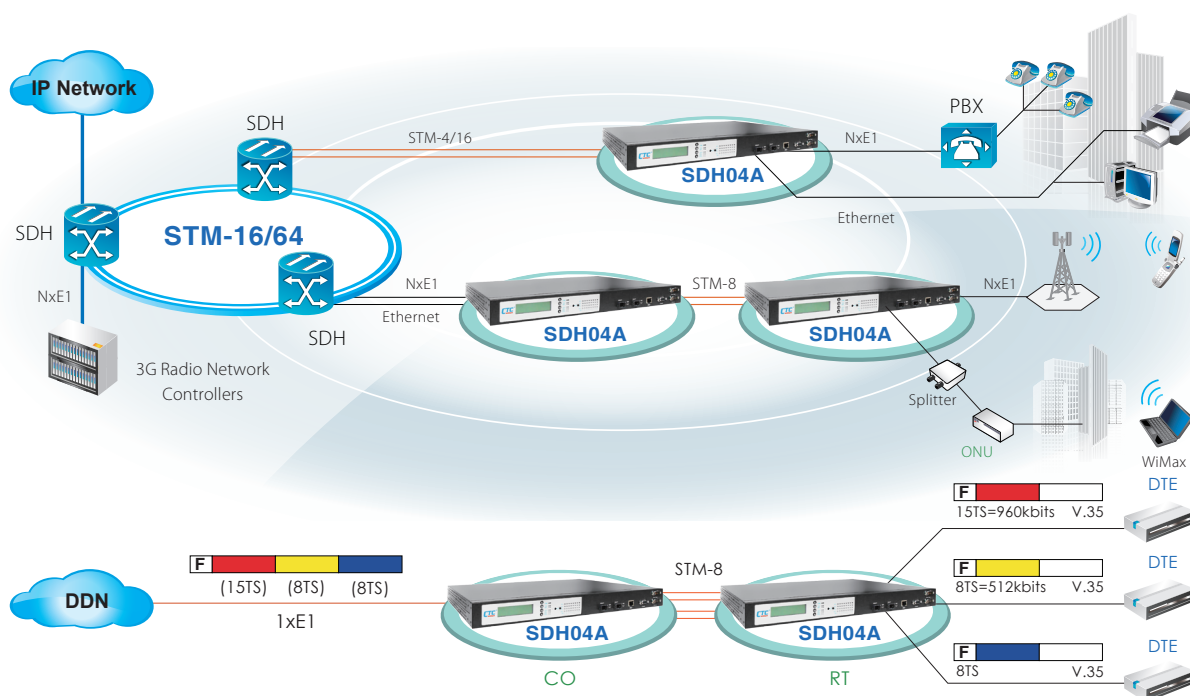 IP Network
SDH
STM-4/16
SDH04A
NxE1
PBX
Ethernet
SDH
STM-16/64
NxE1
SDH
NxE1
Ethernet
SDH04A
STM-8
SDH04A
NxE1
3G Radio Network
Controllers
Splitter
ONU
WiMax
DDN
F
(15TS)
(8TS)
(8TS)
1xE1
CTC
SDH04A
CO
STM-8
SDH04A
RT
F
15TS=960kbits
V.35
DTE
F
8TS=512kbits
V.35
DTE
F
8TS
V.35
DTE